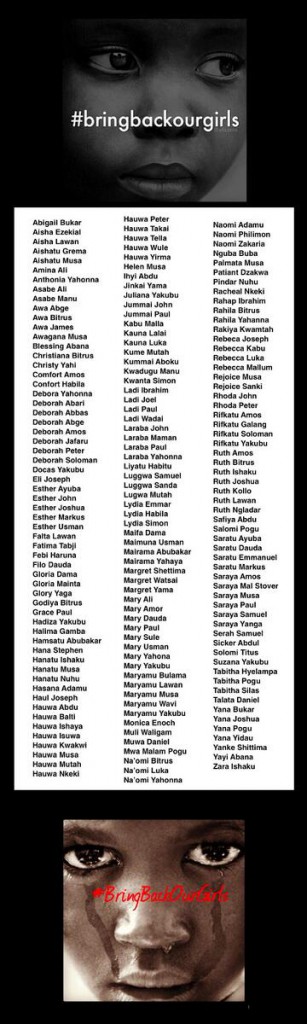 #bringbackourgirls
Abigail Bukar
Aisha Ezekial
Aisha Lawan
Aishatu Grema
Aishatu Musa
Amina Ali
Anthonia Yahonna
Asabe Ali
Asabe Manu
Awa Abge
Awa Bitrus
Awa James
Awagana Musa
Blessing Abana
Christiana Bitrus
Christy Yahi
Comfort Amos
Comfort Habila
Debora Yahonna
Deborah Abari
Deborah Abbas
Deborah Abge
Deborah Amos
Deborah Jafaru
Deborah Peter
Deborah Soloman
Docas Yakubu
Eli Joseph
Esther Ayuba
Esther John
Esther Joshua
Esther Markus
Esther Usman
Falta Lawan
Fatima Tabji
Febi Haruna
Filo Dauda
Gloria Dama
Gloria Mainta
Glory Yaga
Godiya Bitrus
Grace Paul
Hadiza Yakubu
Halima Gamba
Hamsatu Abubakar
Hana Stephen
Hanatu Ishaku
Hanatu Musa
Hanatu Nuhu
Hasana Adamu
Haul Joseph
Hauwa Abdu
Hauwa Balti
Hauwa Ishaya
Hauwa Isuwa
Hauwa Kwakwi
Hauwa Musa
Hauwa Mutah
Hauwa Nkeki
Hauwa Peter
Hauwa Takai
Hauwa Tella
Hauwa Wule
Hauwa Yirma
Helen Musa
Ihyi Abdu
Jinkai Yama
Juliana Yakubu
Jummai John
Jummai Paul
Kabu Malla
Kauna Lalai
Kauna Luka
Kume Mutah
Kummai Aboku
Kwadugu Manu
Kwanta Simon
Ladi ibrahim
Ladi Joel
Ladi Paul
Ladi Wadai
Laraba John
Laraba Maman
Laraba Paul
Laraba Yahonna
Liyatu Habitu
Luggwa Samuel
Luggwa Sanda
Lugwa Mutah
Lydia Emmar
Lydia Habila
Lydia Simon
Maifa Dama
Maimuna Usman
Mairama Abubakar
Mairama Yahaya
Margret Shettima
Margret Watsai
Margret Yama
Mary Ali
Mary Amor
Mary Dauda
Mary Paul
Mary Sule
Mary Usman
Mary Yahona
Mary Yakubu
Maryamu Bulama
Maryamu Lawan
Maryamu Musa
Maryamu Wavi
Maryamu Yakubu
Monica Enoch
Muli Waligam
Muwa Daniel
Mwa Malam Pogu
Na'omi Bitrus
Na'omi Luka
Na'omi Yahonna
Naomi Adamu
Naomi Philimon
Naomi Zakaria
Nguba Buba
Palmata Musa
Patiant Dzakwa
Pindar Nuhu
Racheal Nkeki
Rahap Ibrahim
Rahila Bitrus
Rahila Yahanna
Rakiya Kwamtah
Rebeca Joseph
Rebecca Kabu
Rebecca Luka
Rebecca Mallum
Rejoice Musa
Rejoice Sanki
Rhoda John
Rhoda Peter
Rifkatu Amos
Rifkatu Galang
Rifkatu Soloman
Rifkatu Yakubu
Ruth Amos
Ruth Bitrus
Ruth Ishaku
Ruth Joshua
Ruth Kollo
Ruth Lawan
Ruth Ngladar
Safiya Abdu
Salomi Pogu
Saratu Ayuba
Saratu Dauda
Saratu Emmanuel
Saratu Markus
Saraya Amos
Saraya Mal Stover
Saraya Musa
Saraya Paul
Saraya Samuel
Saraya Yanga
Serah Samuel
Sicker Abdul
Solomi Titus
Suzana Yakubu
Tabitha Hyelampa
Tabitha Pogu
Tabitha Silas
Talata Daniel
Yana Bukar
Yana Joshua
Yana Pogu
Yana Yidau
Yanke Shittima
Yayi Abana
Zara Ishaku
#BringBackOurGirls